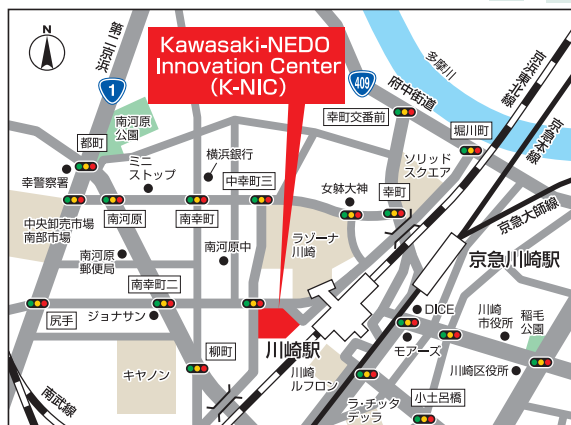 Kawasaki-NEDO
Innovation Center
(K-NIC)
第二京浜
1
409
府中街道
多摩川
京浜東北線
京急本線
南河原
公園
都町
幸町交番前
堀川町
ミニ
ストップ
横浜銀行
中幸町三
女躰大神
幸町
ソリッド
スクエア
京急大師線
幸警察署
中央卸売市場
南部市場
南河原
南幸町
南河原
郵便局
南河原中
ラゾーナ
川崎
京急川崎駅
南幸町二
尻手
ジョナサン
川崎駅
DICE
モアーズ
川崎
市役所
稲毛
公園
柳町
キヤノン
川崎
ルフロン
川崎区役所
南武線
ラ・チッタ
デッラ
小土呂橋